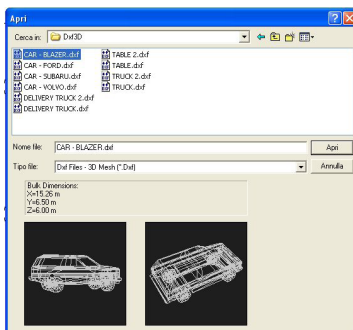 Apri
Cerca in: Dxf3D
CAR - BLAZER.dxf
CAR - FORD.dxf
CAR - SUBARU.dxf
CAR - VOLVO.dxf
DELIVERY TRUCK 2.dxf
DELIVERY TRUCK.dxf
TABLE 2.dxf
TABLE.dxf
TRUCK 2.dxf
TRUCK.dxf
Nome file: CAR - BLAZER.dxf Apri
Tipo file: Dxf Files - 3D Mesh (*.Dxf) Annulla
Bulk Dimensions:
X=15.26 m
Y=6.50 m
Z=6.00 m